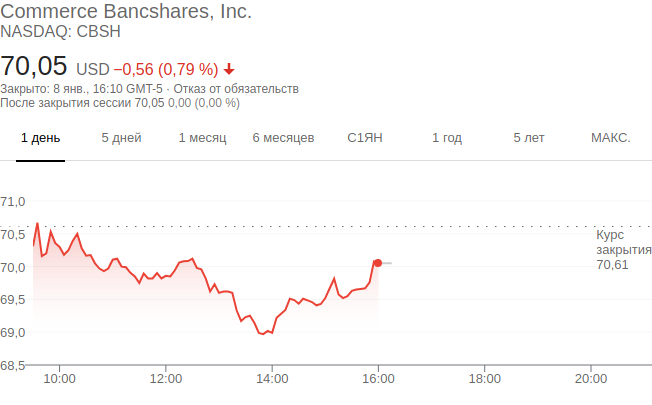 Commerce Bancshares, Inc.
NASDAQ: CBSH
70,05 USD −0,56 (0,79 %)
Закрыто: 8 янв., 16:10 GMT-5 · Отказ от обязательств
После закрытия сессии 70,05 0,00 (0,00 %)
1 день 5 дней 1 месяц 6 месяцев С1ЯН 1 год 5 лет МАКС.
71,0
70,5
70,0
69,5
69,0
68,5
Курс
закрытия
70,61
10:00 12:00 14:00 16:00 18:00 20:00